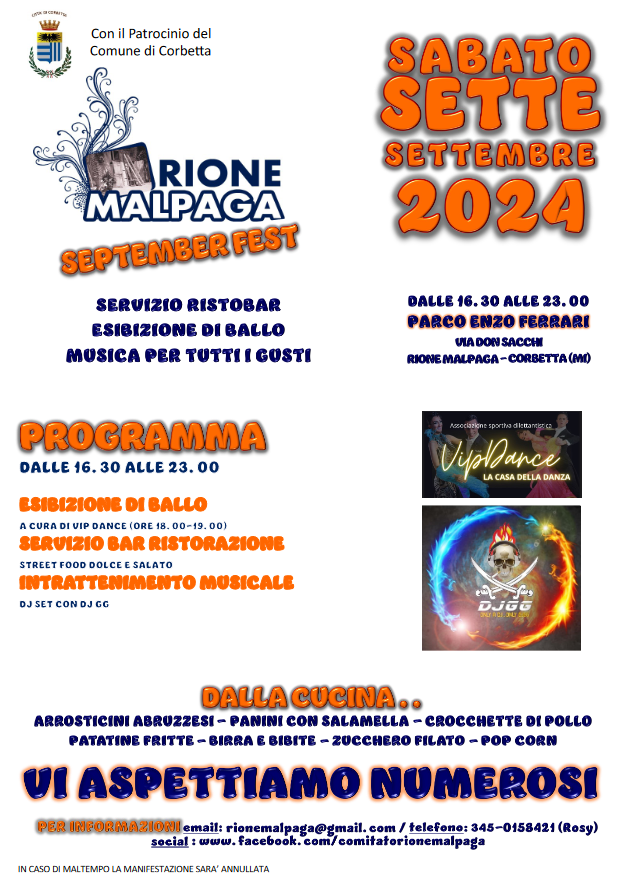 CITTÀ DI CORBETTA
Con il Patrocinio del
Comune di Corbetta
RIONE
MALPAGA
SEPTEMBER FEST
SABATO
SETTE
SETTEMBRE
2024
SERVIZIO RISTOBAR
ESIBIZIONE DI BALLO
MUSICA PER TUTTI I GUSTI
DALLE 16.30 ALLE 23.00
PARCO ENZO FERRARI
VIA DON SACCHI
RIONE MALPAGA - CORBETTA (MI)
PROGRAMMA
DALLE 16.30 ALLE 23.00
ESIBIZIONE DI BALLO
A CURA DI VIP DANCE (ORE 18.00-19.00)
SERVIZIO BAR RISTORAZIONE
STREET FOOD DOLCE E SALATO
INTRATTENIMENTO MUSICALE
DJ SET CON DJ GG
Associazione sportiva dilettantistica
VipDance
LA CASA DELLA DANZA
DJGG
DALLA CUCINA..
ARROSTICINI ABRUZZESI - PANINI CON SALAMELLA - CROCCHETTE DI POLLO
PATATINE FRITTE - BIRRA E BIBITE - ZUCCHERO FILATO - POP CORN
VI ASPETTIAMO NUMEROSI
PER INFORMAZIONI email: rionemalpaga@gmail.com / telefono: 345-0158421 (Rosy)
social : www.facebook.com/comitatorionemalpaga
IN CASO DI MALTEMPO LA MANIFESTAZIONE SARA' ANNULLATA